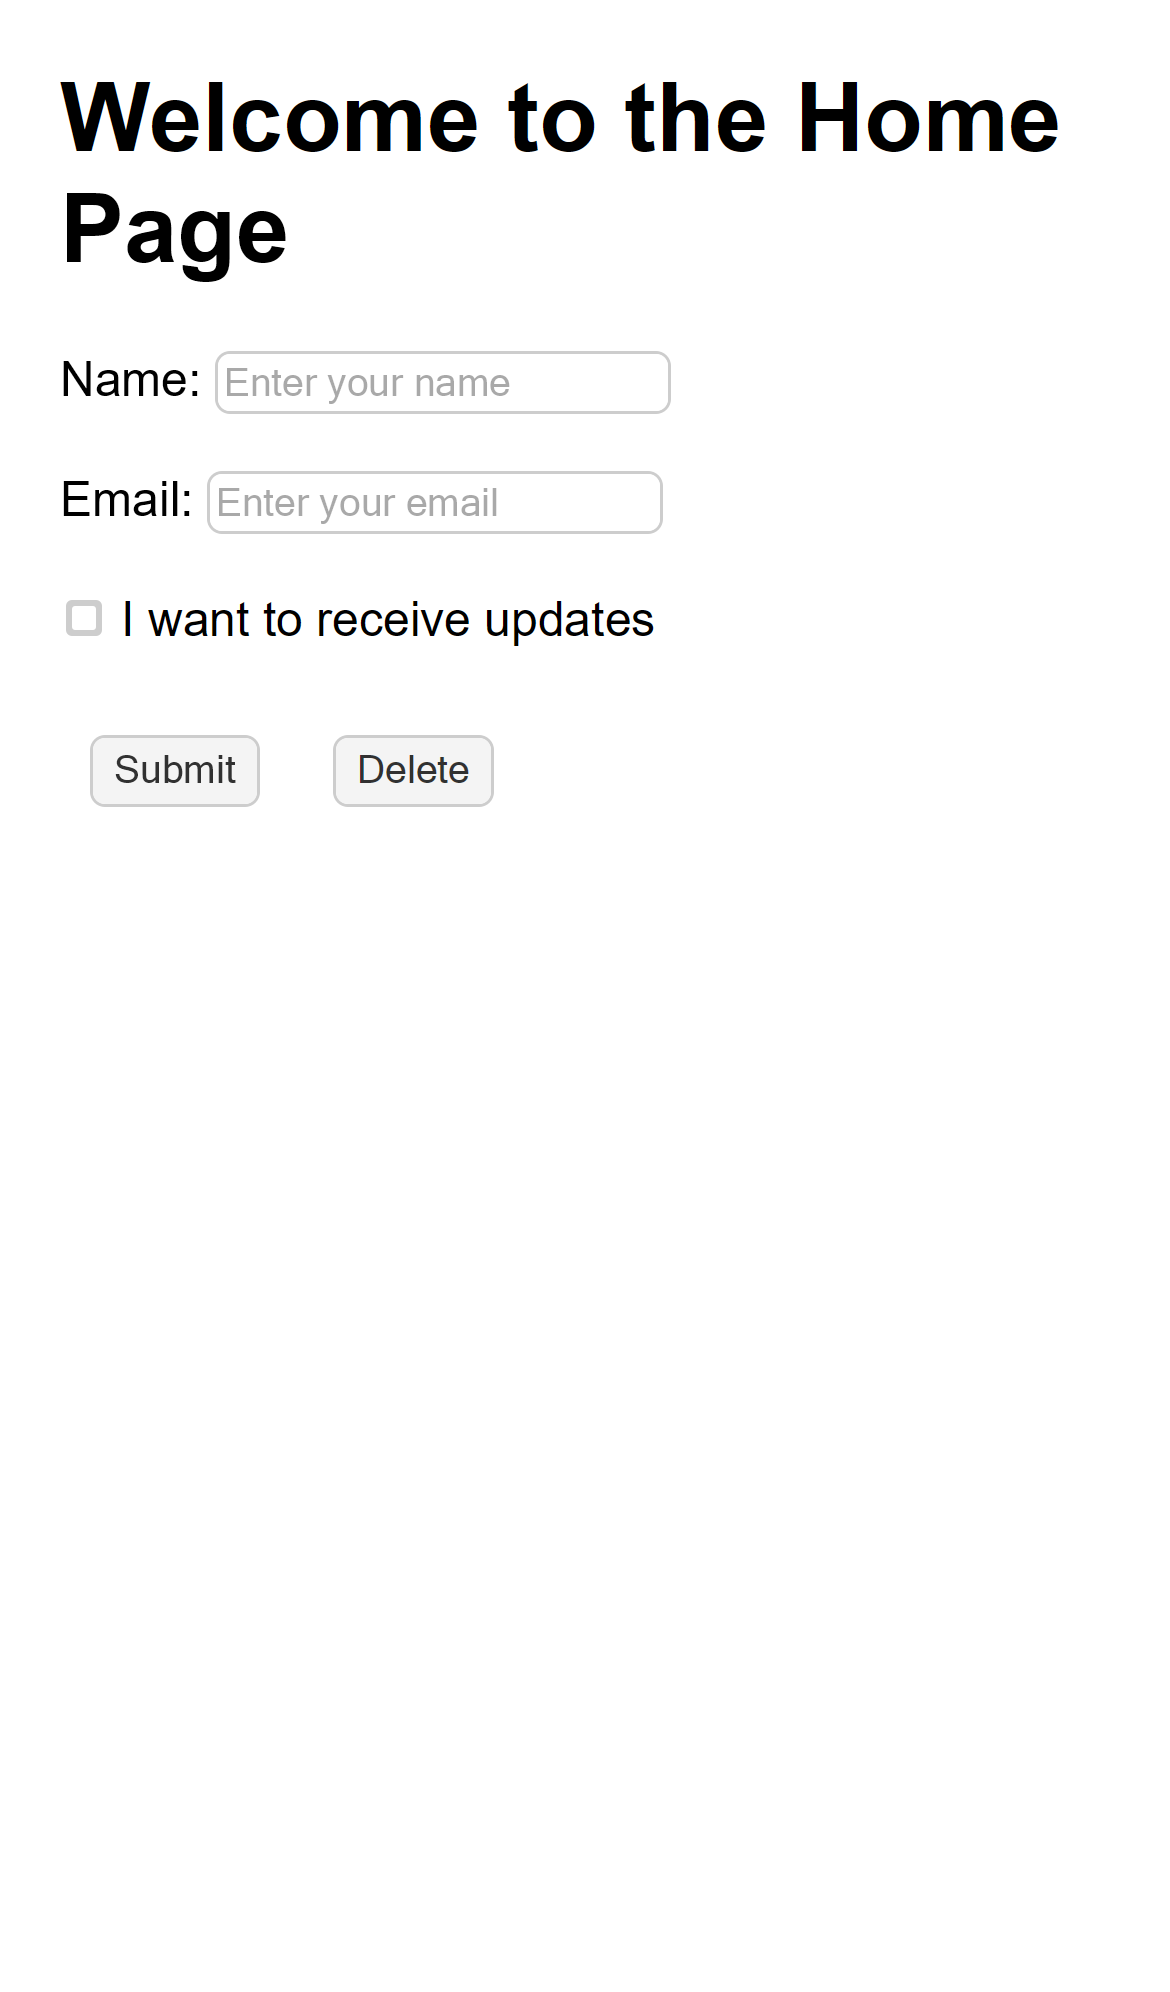 Welcome to the Home
Page
Name: Enter your name
Email: Enter your email
I want to receive updates
Submit Delete